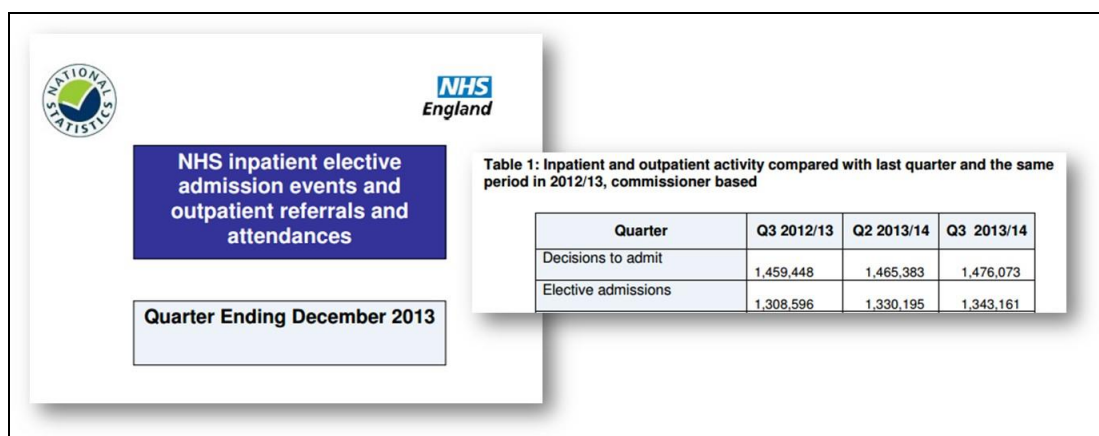 NATIONAL STATISTICS
NHS
England
NHS inpatient elective
admission events and
outpatient referrals and
attendances
Quarter Ending December 2013
Table 1: Inpatient and outpatient activity compared with last quarter and the same
period in 2012/13, commissioner based
Quarter Q3 2012/13 Q2 2013/14 Q3 2013/14
Decisions to admit 1,459,448 1,465,383 1,476,073
Elective admissions 1,308,596 1,330,195 1,343,161